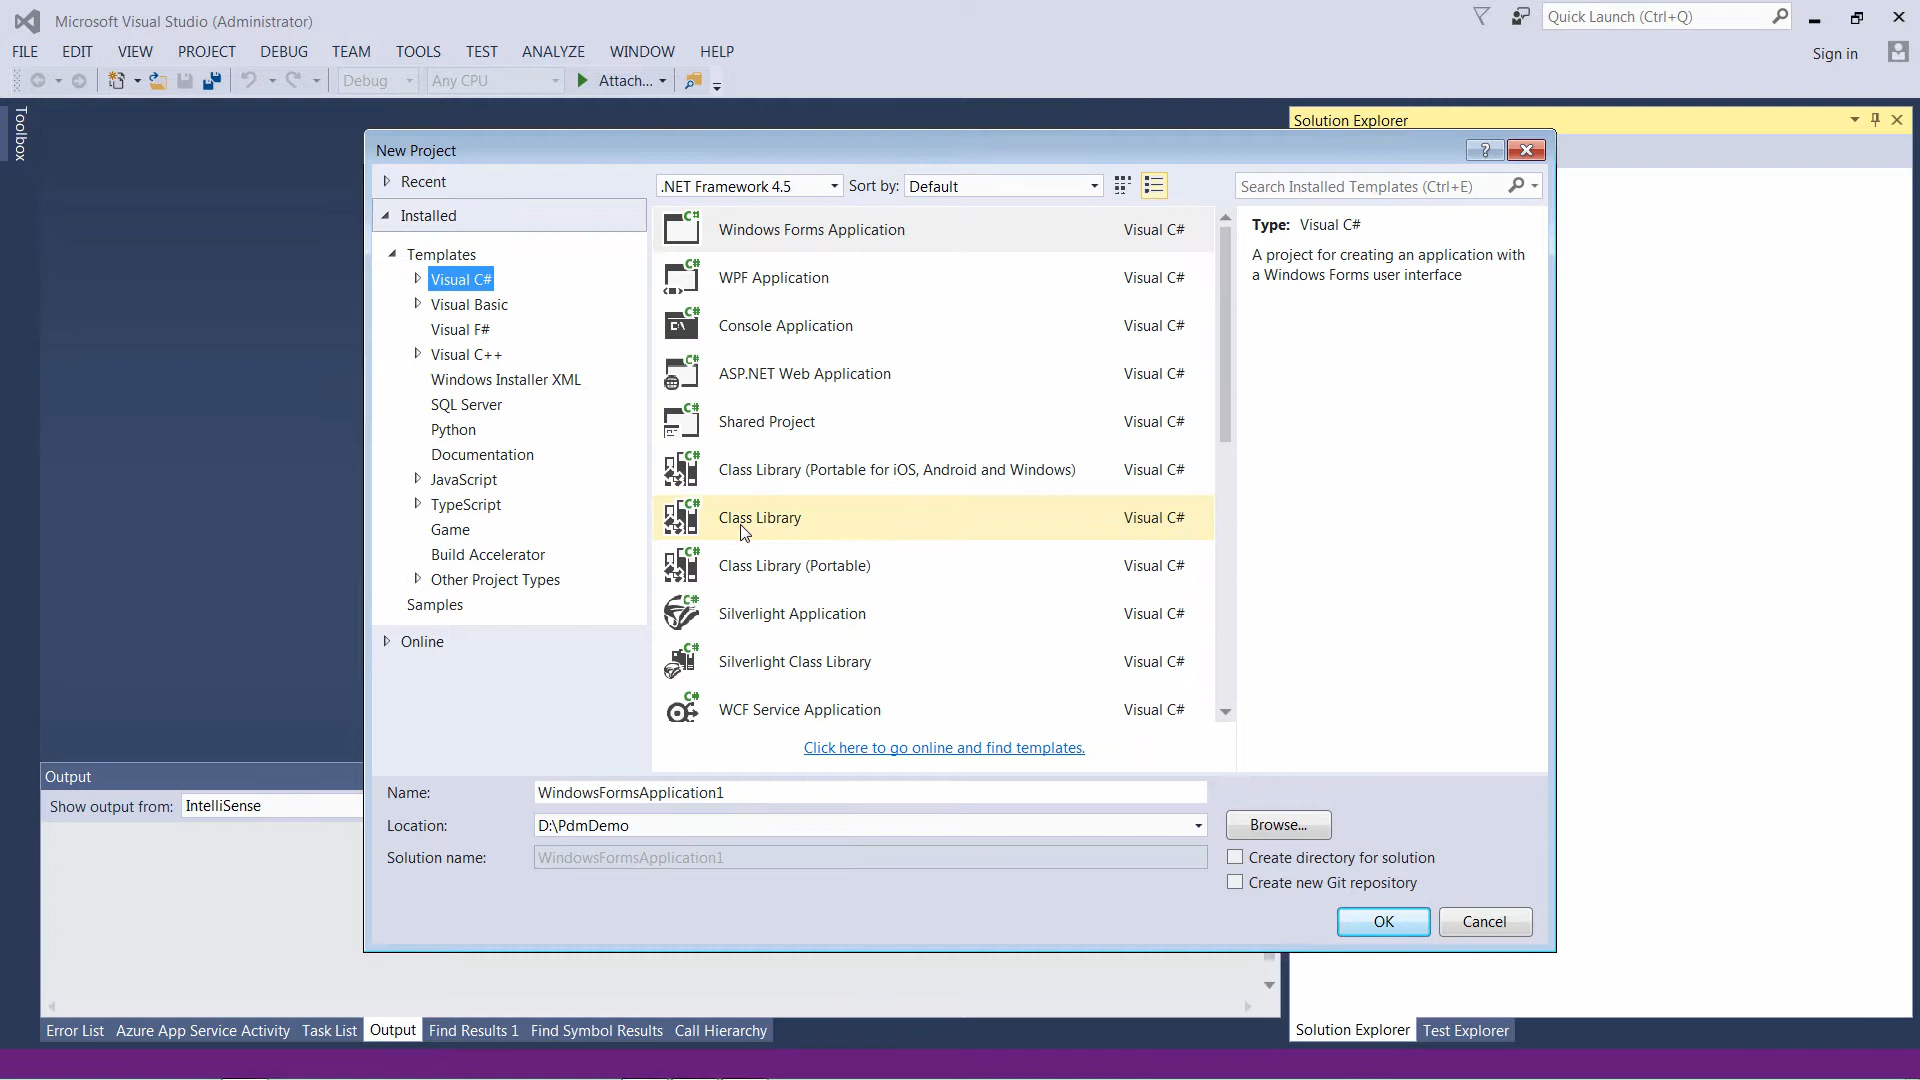 Microsoft Visual Studio (Administrator)
Quick Launch (Ctrl+Q)
FILE EDIT VIEW PROJECT DEBUG TEAM TOOLS TEST ANALYZE WINDOW HELP
Sign in
Debug Any CPU Attach...
Toolbox
Solution Explorer
New Project
Recent
Installed
Templates
Visual C#
Visual Basic
Visual F#
Visual C++
Windows Installer XML
SQL Server
Python
Documentation
JavaScript
TypeScript
Game
Build Accelerator
Other Project Types
Samples
Online
.NET Framework 4.5 Sort by: Default
Search Installed Templates (Ctrl+E)
Windows Forms Application Visual C#
WPF Application Visual C#
Console Application Visual C#
ASP.NET Web Application Visual C#
Shared Project Visual C#
Class Library (Portable for iOS, Android and Windows) Visual C#
Class Library Visual C#
Class Library (Portable) Visual C#
Silverlight Application Visual C#
Silverlight Class Library Visual C#
WCF Service Application Visual C#
Click here to go online and find templates.
Type: Visual C#
A project for creating an application with
a Windows Forms user interface
Name: WindowsFormsApplication1
Location: D:\PdmDemo
Browse...
Solution name: WindowsFormsApplication1
Create directory for solution
Create new Git repository
OK Cancel
Output
Show output from: IntelliSense
Error List Azure App Service Activity Task List Output Find Results 1 Find Symbol Results Call Hierarchy
Solution Explorer Test Explorer